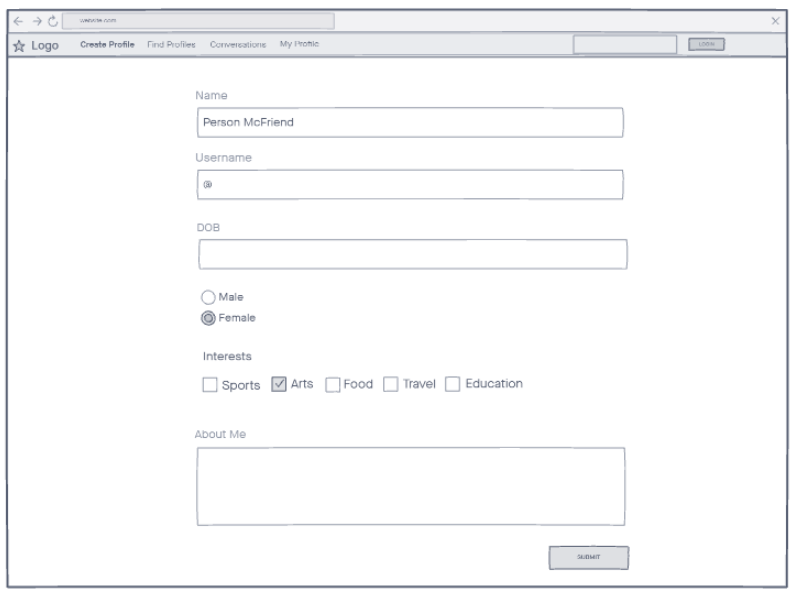 website.com
Logo Create Profile Find Profiles Conversations My Profile LOGIN
Name
Person McFriend
Username
@
DOB
Male
Female
Interests
Sports Arts Food Travel Education
About Me
SUBMIT